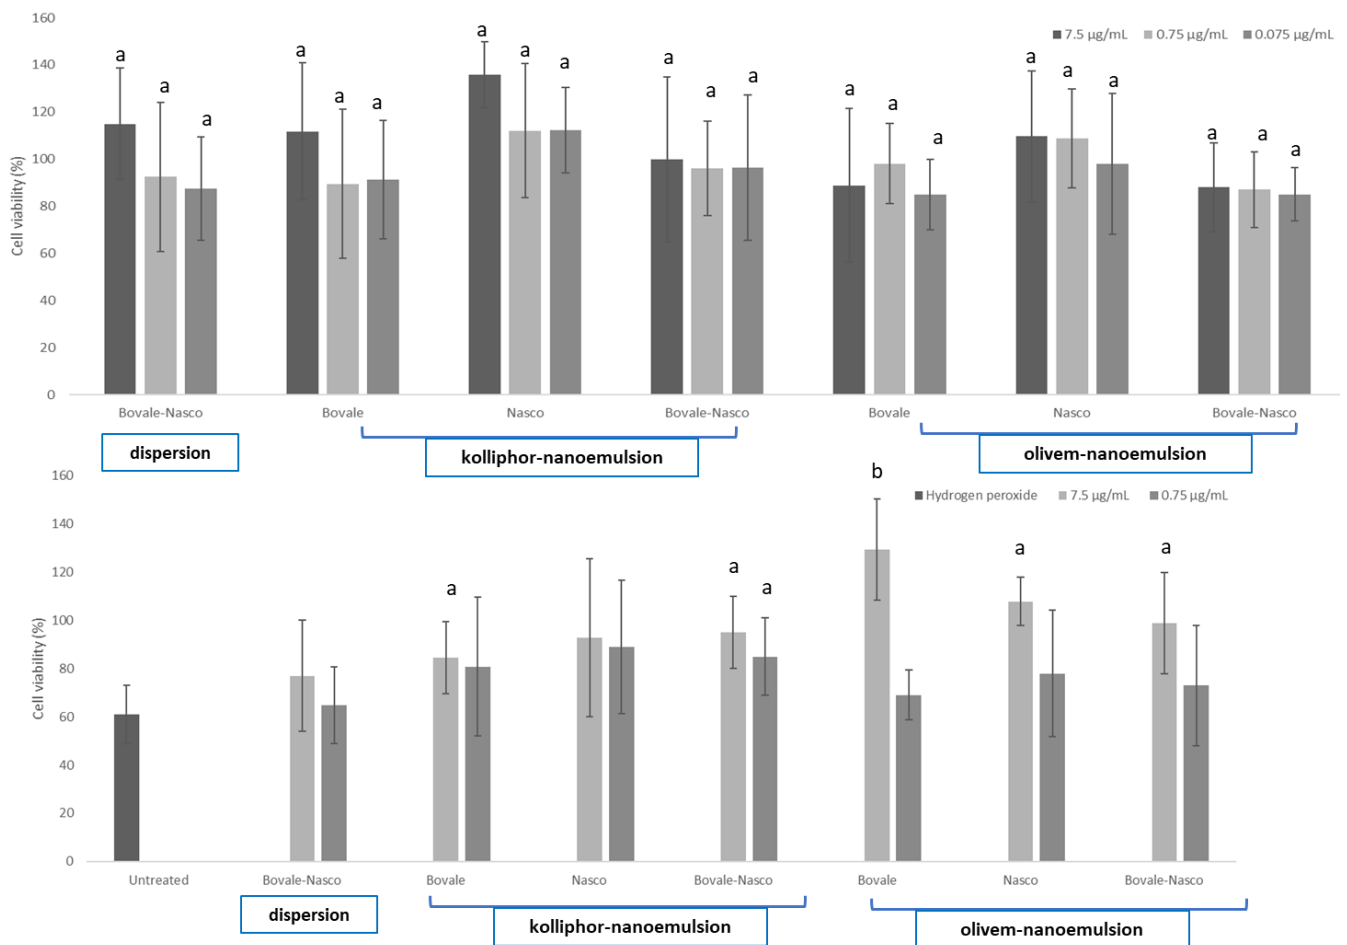 160
7.5 µg/mL 0.75 µg/mL 0.075 µg/mL
a a a a a a a a a a a a a a a a a a a a a
140
120
100
80
60
40
20
0
Cell viability (%)
Bovale-Nasco Bovale Nasco Bovale-Nasco Bovale Nasco Bovale-Nasco
dispersion kolliphor-nanoemulsion olivem-nanoemulsion
160
b
Hydrogen peroxide 7.5 µg/mL 0.75 µg/mL
a a a a a
140
120
100
80
60
40
20
0
Cell viability (%)
Untreated Bovale-Nasco Bovale Nasco Bovale-Nasco Bovale Nasco Bovale-Nasco
dispersion kolliphor-nanoemulsion olivem-nanoemulsion